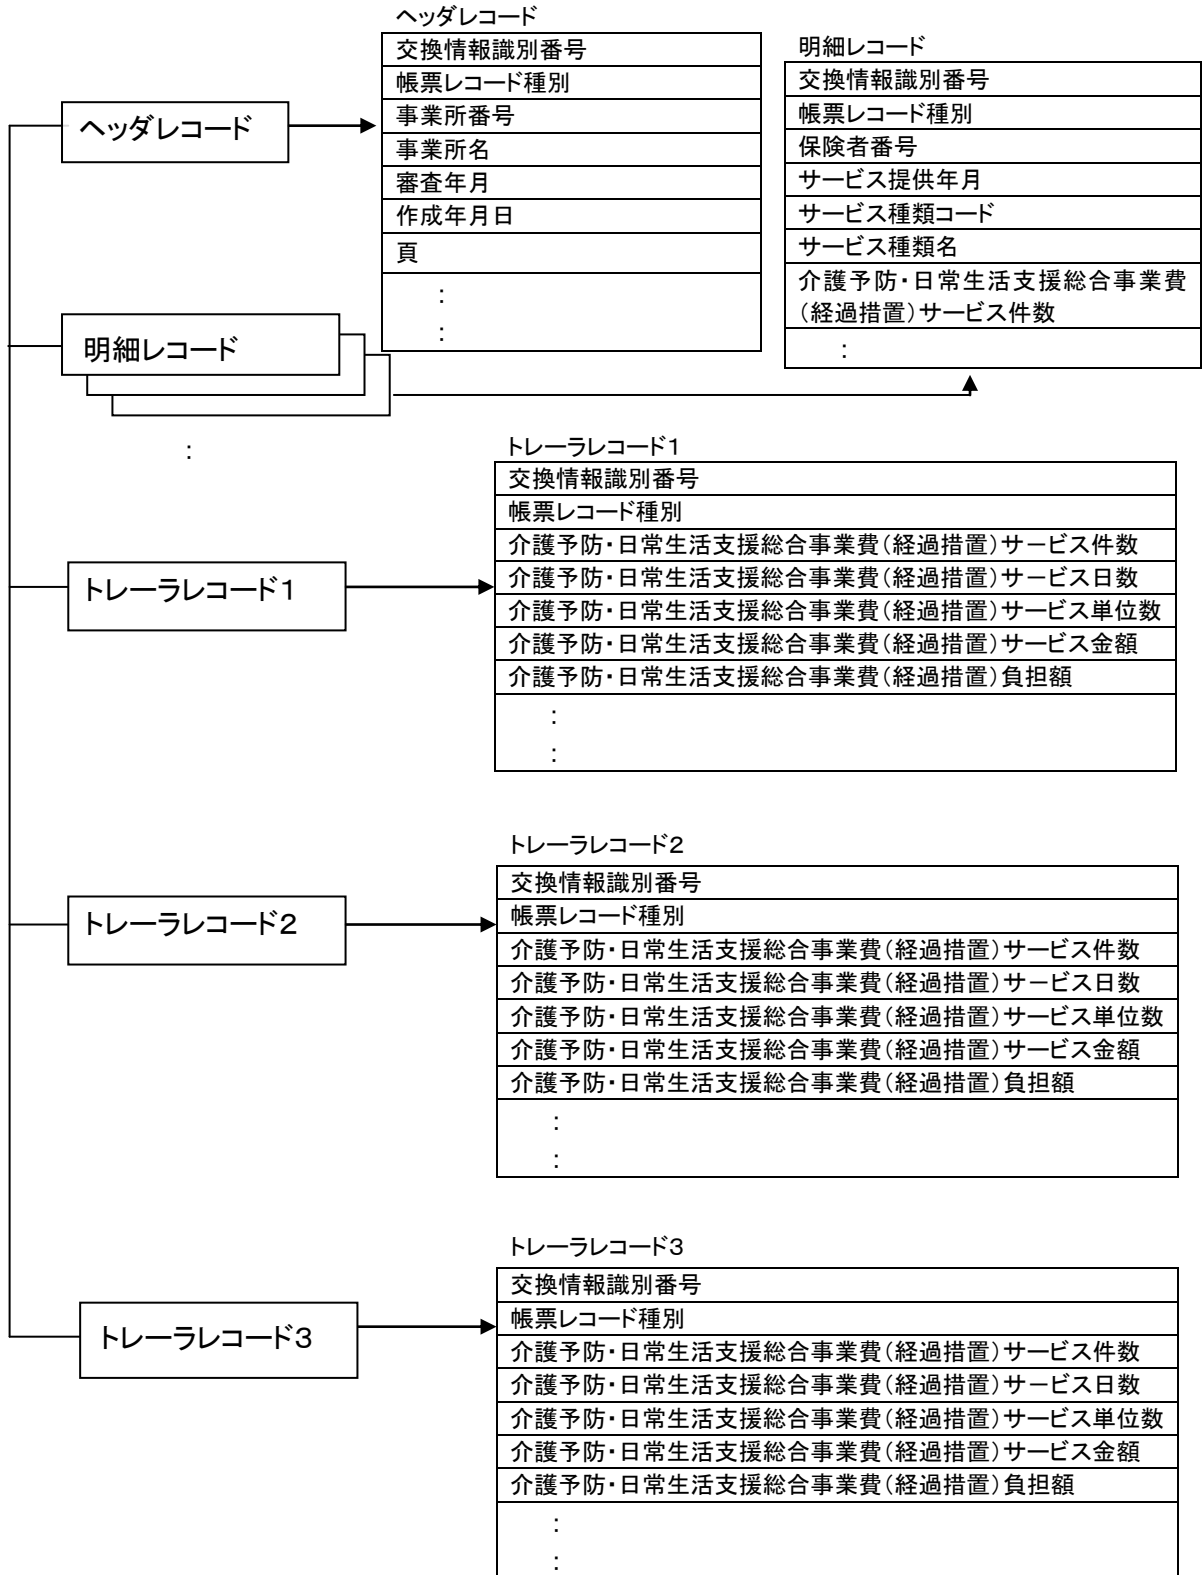 ヘッダレコード
交換情報識別番号
帳票レコード種別
事業所番号
事業所名
審査年月
作成年月日
頁
:
:
明細レコード
交換情報識別番号
帳票レコード種別
保険者番号
サービス提供年月
サービス種類コード
サービス種類名
介護予防・日常生活支援総合事業費
(経過措置)サービス件数
:
ヘッダレコード
明細レコード
:
トレーラレコード1
トレーラレコード1
交換情報識別番号
帳票レコード種別
介護予防・日常生活支援総合事業費(経過措置)サービス件数
介護予防・日常生活支援総合事業費(経過措置)サービス日数
介護予防・日常生活支援総合事業費(経過措置)サービス単位数
介護予防・日常生活支援総合事業費(経過措置)サービス金額
介護予防・日常生活支援総合事業費(経過措置)負担額
:
:
トレーラレコード2
トレーラレコード2
交換情報識別番号
帳票レコード種別
介護予防・日常生活支援総合事業費(経過措置)サービス件数
介護予防・日常生活支援総合事業費(経過措置)サービス日数
介護予防・日常生活支援総合事業費(経過措置)サービス単位数
介護予防・日常生活支援総合事業費(経過措置)サービス金額
介護予防・日常生活支援総合事業費(経過措置)負担額
:
:
トレーラレコード3
トレーラレコード3
交換情報識別番号
帳票レコード種別
介護予防・日常生活支援総合事業費(経過措置)サービス件数
介護予防・日常生活支援総合事業費(経過措置)サービス日数
介護予防・日常生活支援総合事業費(経過措置)サービス単位数
介護予防・日常生活支援総合事業費(経過措置)サービス金額
介護予防・日常生活支援総合事業費(経過措置)負担額
:
: